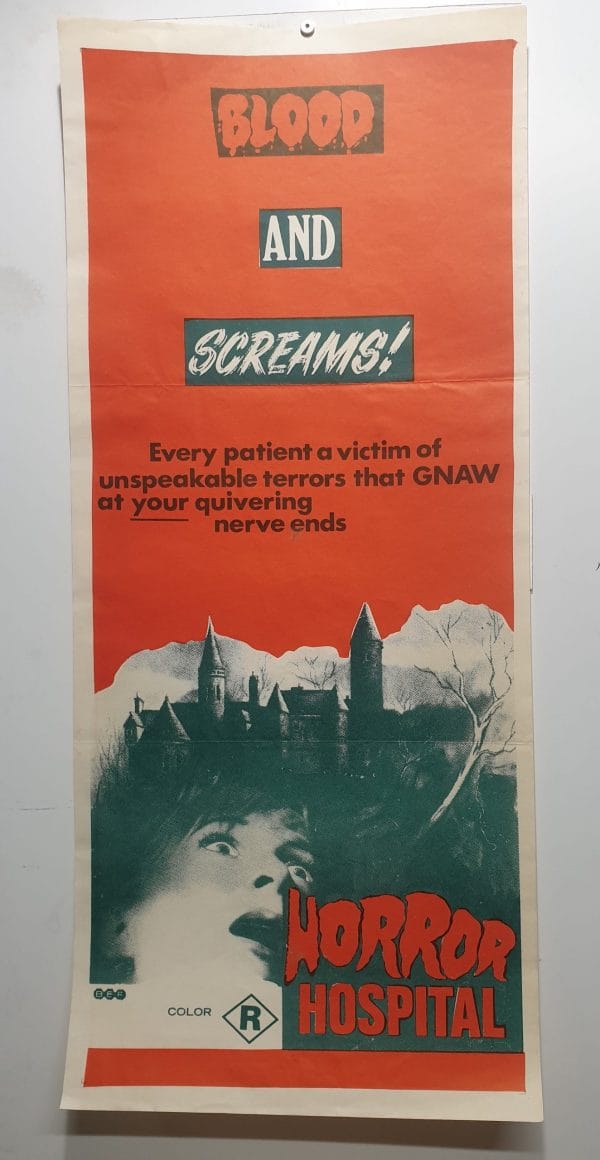 BLOOD
AND
SCREAMS!
Every patient a victim of
unspeakable terrors that GNAW
at your quivering
nerve ends
HORROR
HOSPITAL
BEF
COLOR
R